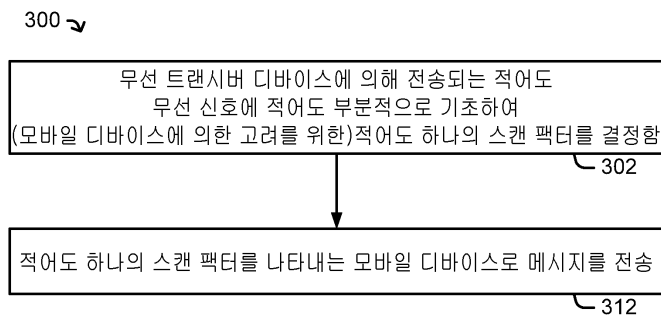 300
무선 트랜시버 디바이스에 의해 전송되는 적어도
무선 신호에 적어도 부분적으로 기초하여
(모바일 디바이스에 의한 고려를 위한)적어도 하나의 스캔 팩터를 결정함
302
적어도 하나의 스캔 팩터를 나타내는 모바일 디바이스로 메시지를 전송
312